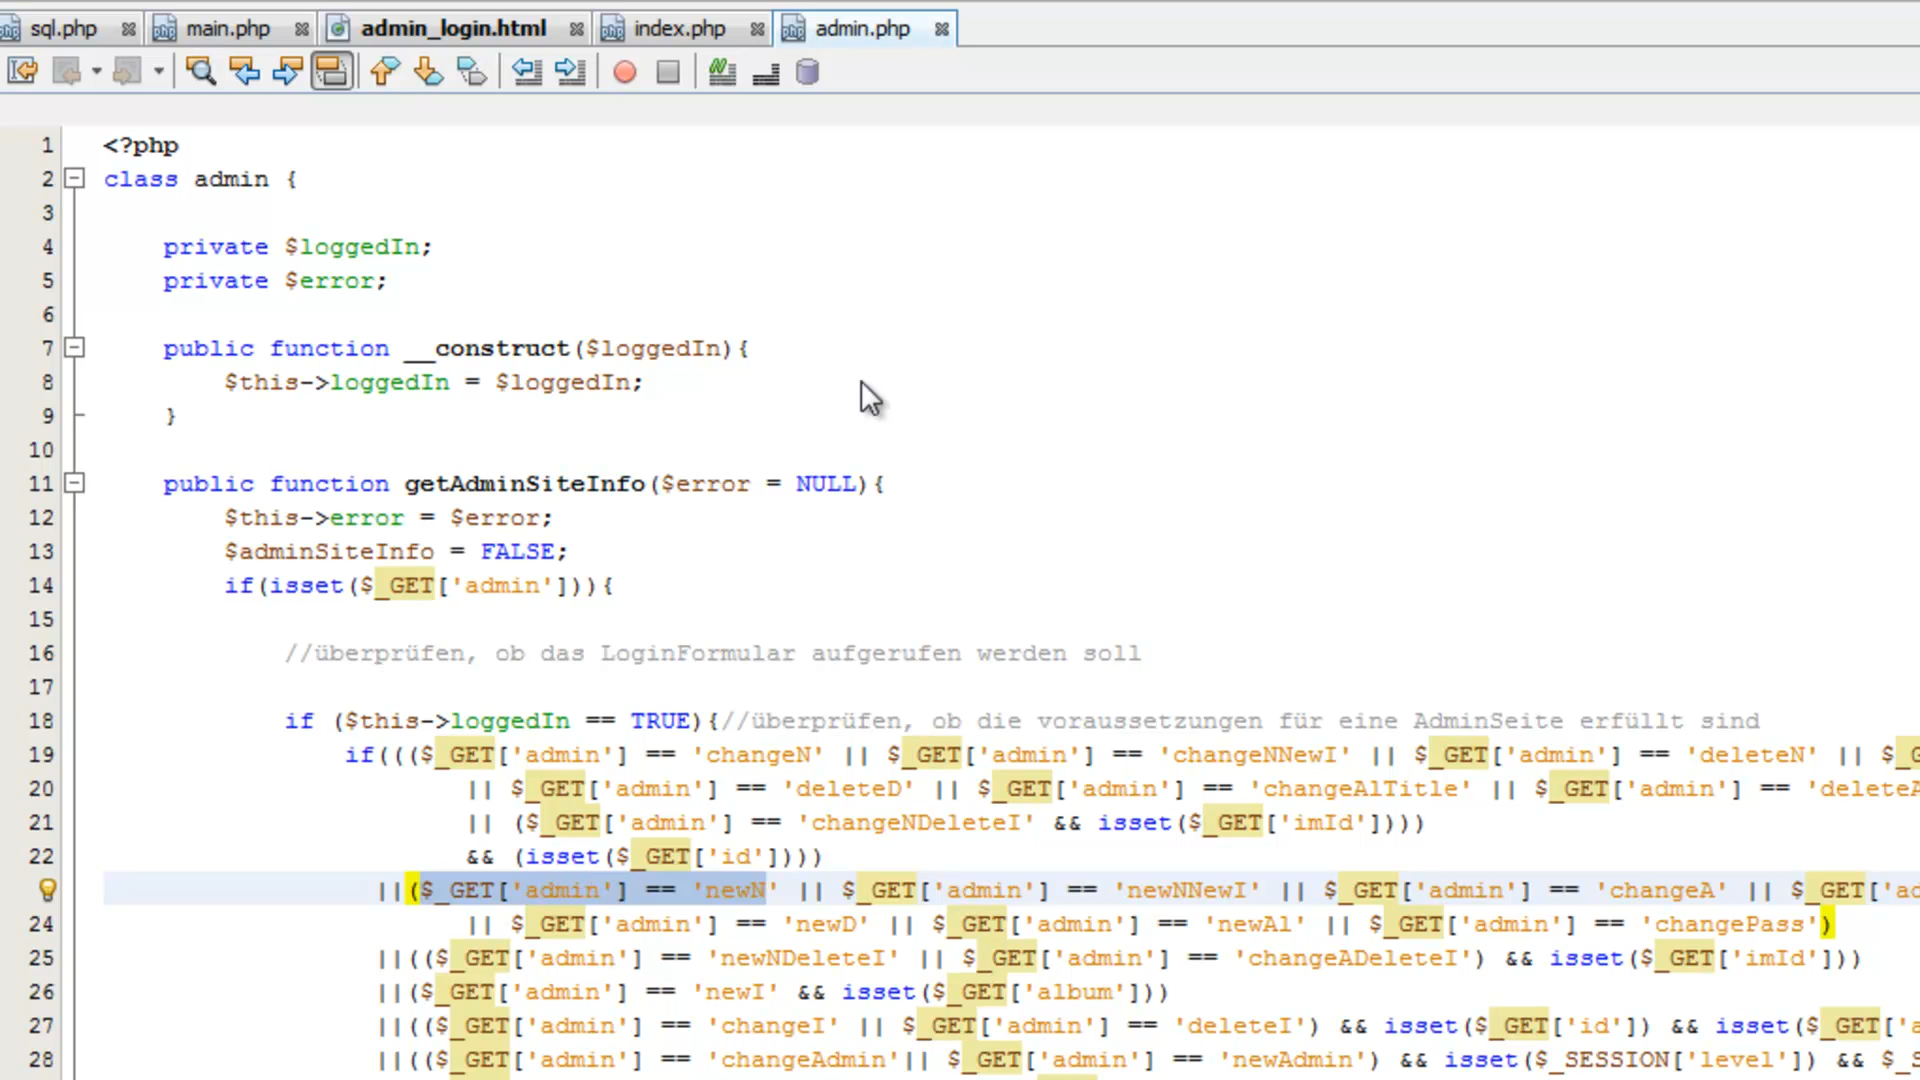 sql.php main.php admin_login.html index.php admin.php
1 <?php
2 class admin {
3
4 private $loggedIn;
5 private $error;
6
7 public function __construct($loggedIn){
8 $this->loggedIn = $loggedIn;
9 }
10
11 public function getAdminSiteInfo($error = NULL){
12 $this->error = $error;
13 $adminSiteInfo = FALSE;
14 if(isset($_GET['admin'])){
15
16 //überprüfen, ob das LoginFormular aufgerufen werden soll
17
18 if ($this->loggedIn == TRUE){//überprüfen, ob die voraussetzungen für eine AdminSeite erfüllt sind
19 if((($_GET['admin'] == 'changeN' || $_GET['admin'] == 'changeNNewI' || $_GET['admin'] == 'deleteN' || $_G
20 || $_GET['admin'] == 'deleteD' || $_GET['admin'] == 'changeAlTitle' || $_GET['admin'] == 'deleteA
21 || ($_GET['admin'] == 'changeNDeleteI' && isset($_GET['imId'])))
22 && (isset($_GET['id'])))
||($_GET['admin'] == 'newN' || $_GET['admin'] == 'newNNewI' || $_GET['admin'] == 'changeA' || $_GET['ad
24 || $_GET['admin'] == 'newD' || $_GET['admin'] == 'newAl' || $_GET['admin'] == 'changePass')
25 ||(($_GET['admin'] == 'newNDeleteI' || $_GET['admin'] == 'changeADeleteI') && isset($_GET['imId']))
26 ||($_GET['admin'] == 'newI' && isset($_GET['album']))
27 ||(($_GET['admin'] == 'changeI' || $_GET['admin'] == 'deleteI') && isset($_GET['id']) && isset($_GET['a
28 ||(($_GET['admin'] == 'changeAdmin'|| $_GET['admin'] == 'newAdmin') && isset($_SESSION['level']) && $_S